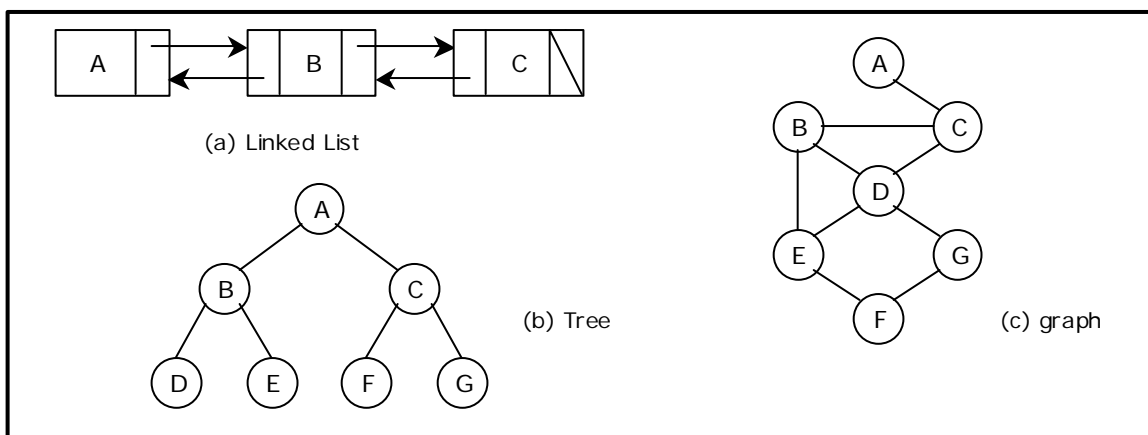 A B C
(a) Linked List
A
B C
D E F G
(b) Tree
A
B C
D
E G
F
(c) graph